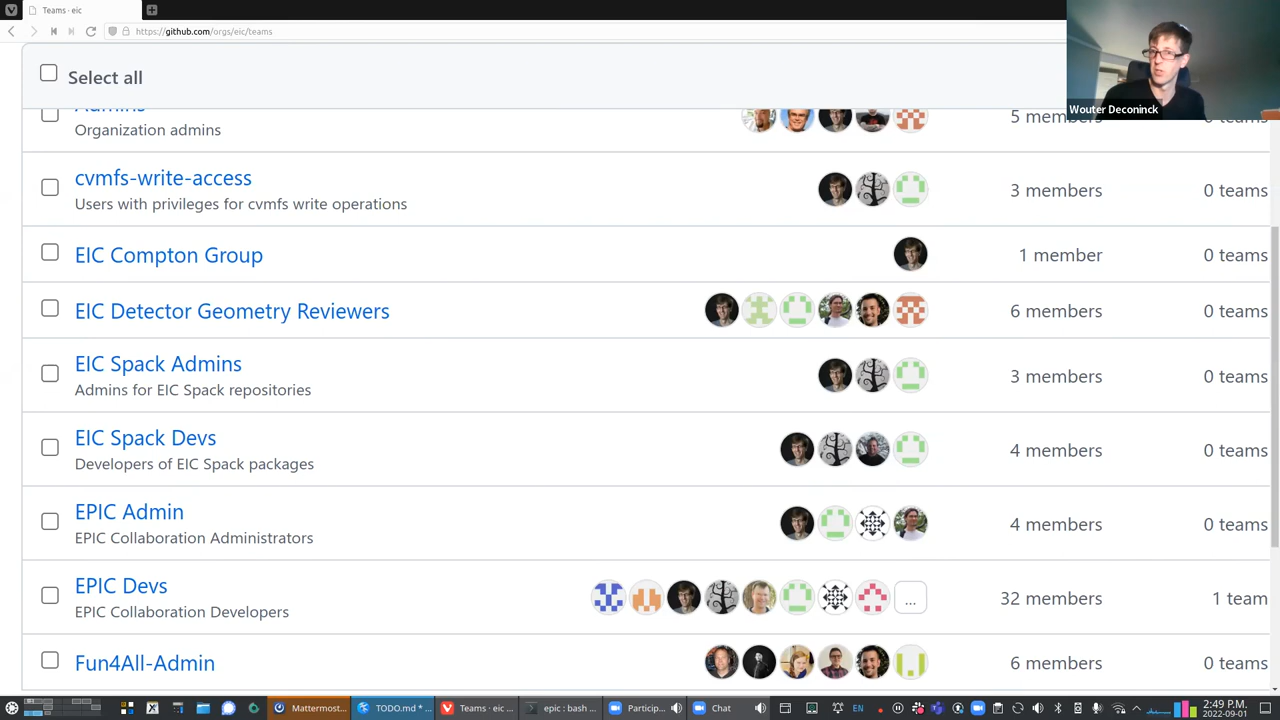 Teams · eic
https://github.com/orgs/eic/teams
Wouter Deconinck
Select all
Admins
Organization admins
5 members
0 teams
cvmfs-write-access
Users with privileges for cvmfs write operations
3 members
0 teams
EIC Compton Group
1 member
0 teams
EIC Detector Geometry Reviewers
6 members
0 teams
EIC Spack Admins
Admins for EIC Spack repositories
3 members
0 teams
EIC Spack Devs
Developers of EIC Spack packages
4 members
0 teams
EPIC Admin
EPIC Collaboration Administrators
4 members
0 teams
EPIC Devs
EPIC Collaboration Developers
...
32 members
1 team
Fun4All-Admin
6 members
0 teams
Mattermost...
TODO.md * ...
Teams · eic ...
epic : bash ...
Particip...
Chat
EN
2:49 P.M.
2022-09-01